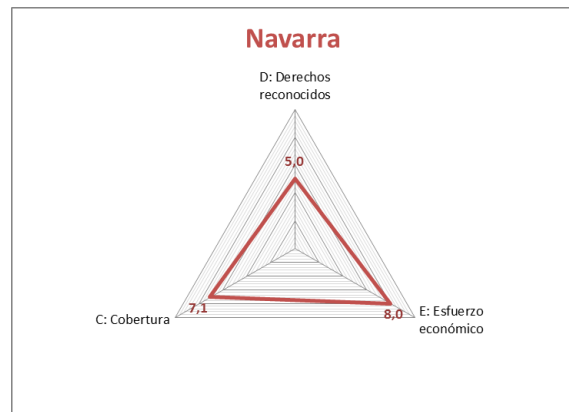 Navarra
D: Derechos
reconocidos
5,0
7,1
8,0
C: Cobertura
E: Esfuerzo
económico